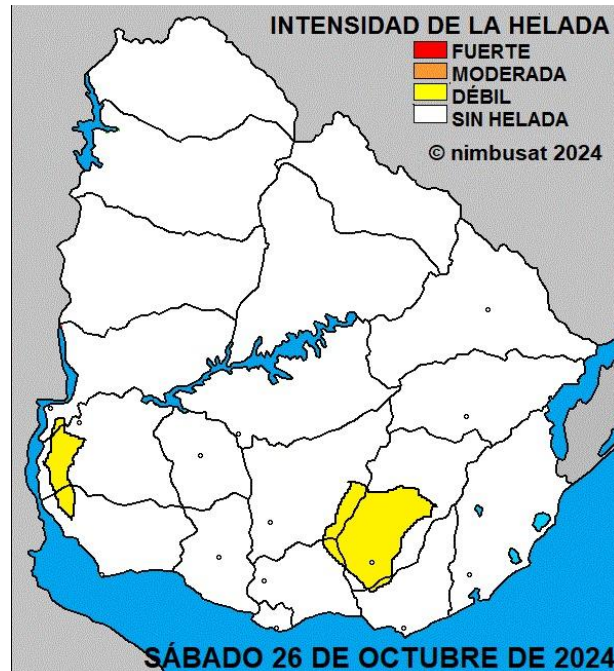 INTENSIDAD DE LA HELADA
FUERTE
MODERADA
DÉBIL
SIN HELADA
© nimbusat 2024
SÁBADO 26 DE OCTUBRE DE 2024